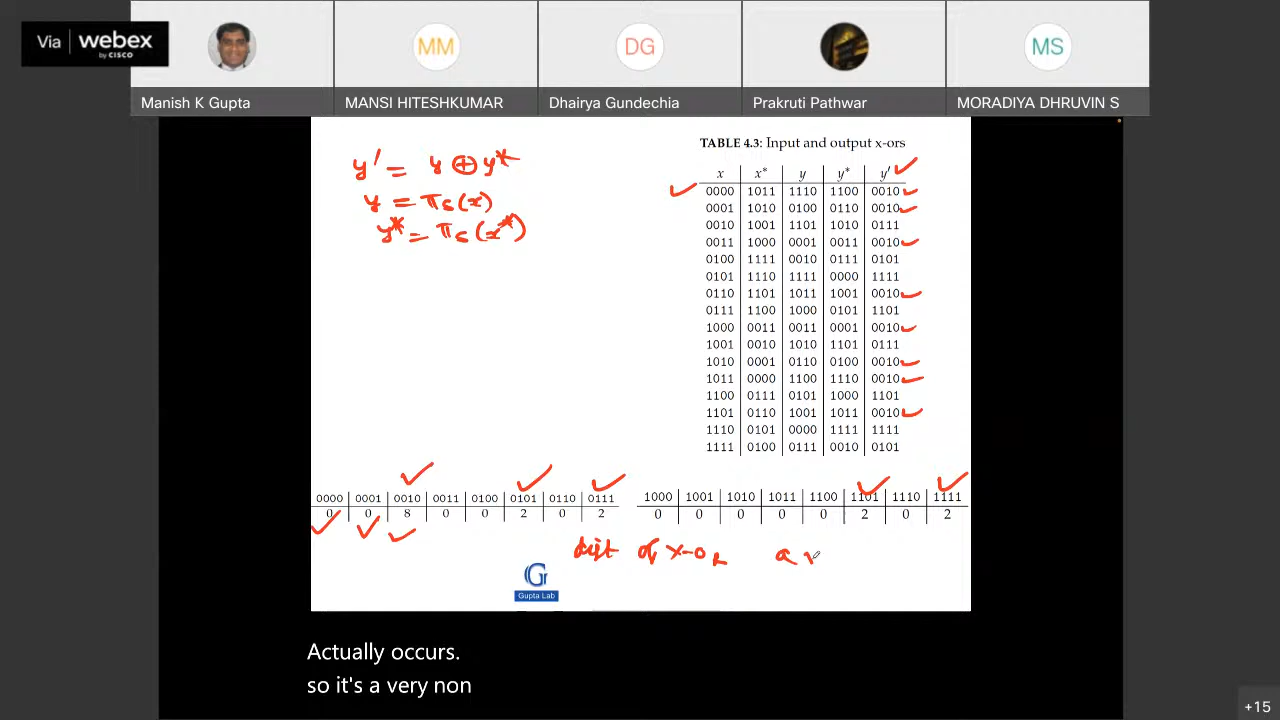 Via webex
by CISCO
MM
DG
MS
Manish K Gupta
MANSI HITESHKUMAR
Dhairya Gundechia
Prakruti Pathwar
MORADIYA DHRUVIN S
y' = y ⊕ y*
y = πs(x)
y* = πs(x*)
TABLE 4.3: Input and output x-ors
x x* y y* y'
0000 1011 1110 1100 0010
0001 1010 0100 0110 0010
0010 1001 1101 1010 0111
0011 1000 0001 0011 0010
0100 1111 0010 0111 0101
0101 1110 1111 0000 1111
0110 1101 1011 1001 0010
0111 1100 1000 0101 1101
1000 0011 0011 0001 0010
1001 0010 1010 1101 0111
1010 0001 0110 0100 0010
1011 0000 1100 1110 0010
1100 0111 0101 1000 1101
1101 0110 1001 1011 0010
1110 0101 0000 1111 1111
1111 0100 0111 0010 0101
0000 0001 0010 0011 0100 0101 0110 0111
0 0 8 0 0 2 0 2
1000 1001 1010 1011 1100 1101 1110 1111
0 0 0 0 0 2 0 2
of x-or a
G
Gupta Lab
Actually occurs.
so it's a very non
+15